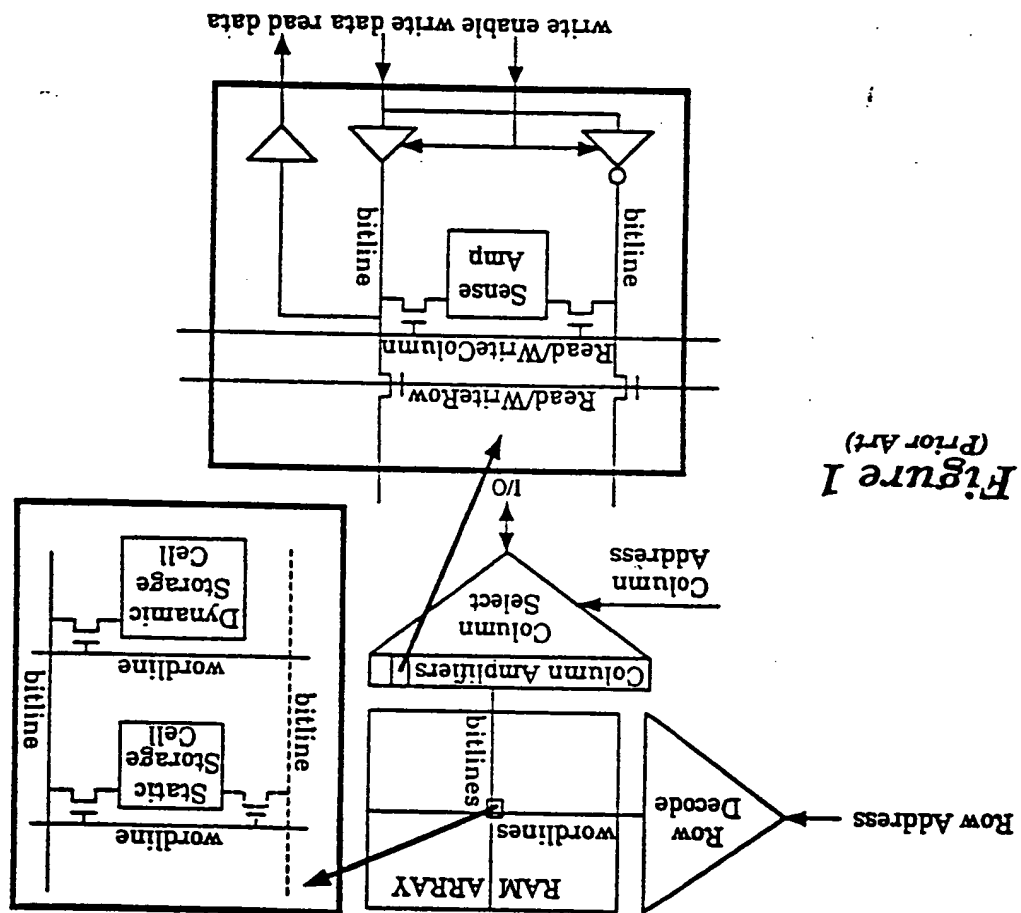 RAM ARRAY
Row Address
Row
Decode
wordlines
bitlines
Column Amplifiers
Column
Select
Column
Address
I/O
wordline
Static
Storage
Cell
bitline
bitline
wordline
Dynamic
Storage
Cell
Figure 1
(Prior Art)
Read/WriteRow
Read/WriteColumn
Sense
Amp
bitline
bitline
write enable write data read data